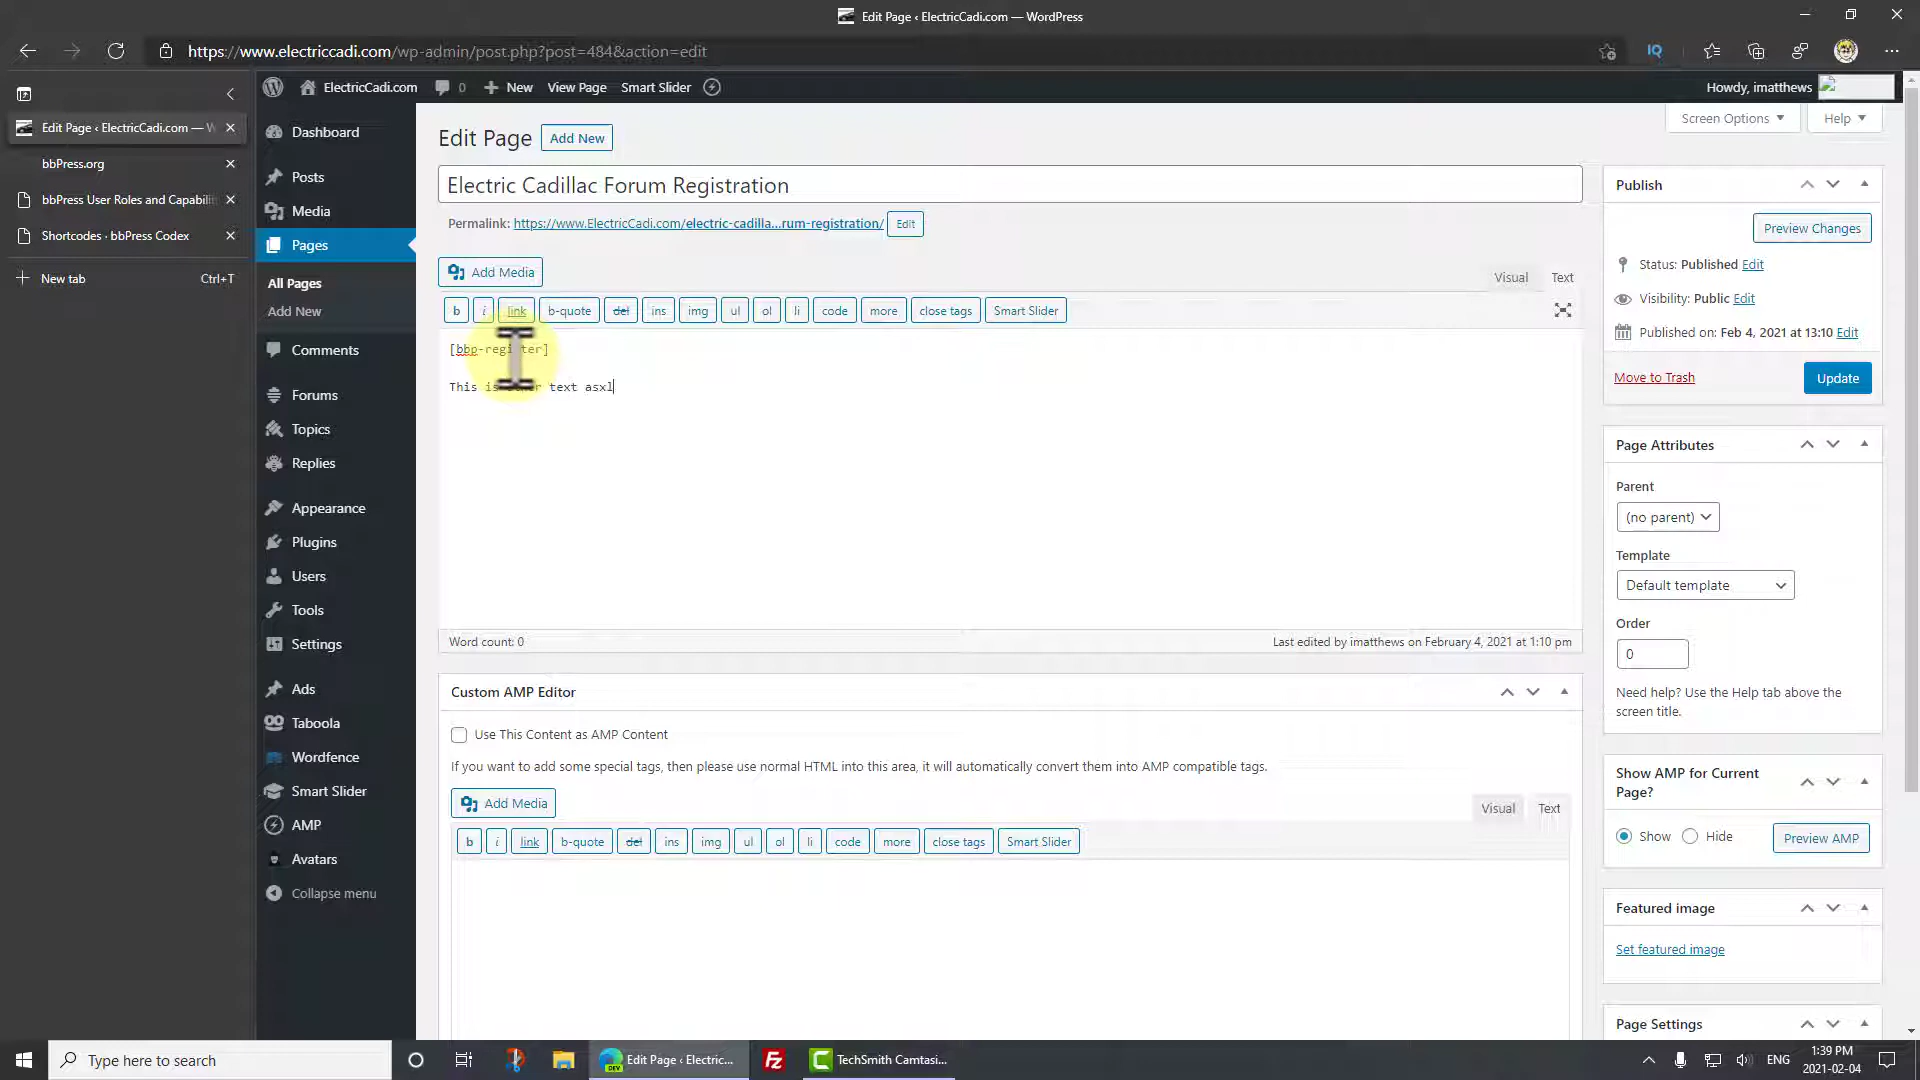 Edit Page ‹ ElectricCadi.com — WordPress
https://www.electriccadi.com/wp-admin/post.php?post=484&action=edit
IQ
Edit Page ‹ ElectricCadi.com — W
bbPress.org
bbPress User Roles and Capabili
Shortcodes · bbPress Codex
New tab Ctrl+T
ElectricCadi.com 0 New View Page Smart Slider
Howdy, imatthews
Dashboard
Posts
Media
Pages
All Pages
Add New
Comments
Forums
Topics
Replies
Appearance
Plugins
Users
Tools
Settings
Ads
Taboola
Wordfence
Smart Slider
AMP
Avatars
Collapse menu
Screen Options Help
Edit Page Add New
Electric Cadillac Forum Registration
Permalink: https://www.ElectricCadi.com/electric-cadilla...rum-registration/ Edit
Add Media
Visual Text
b i link b-quote del ins img ul ol li code more close tags Smart Slider
[bbp-register]
This is text asxl
Word count: 0
Last edited by imatthews on February 4, 2021 at 1:10 pm
Custom AMP Editor
Use This Content as AMP Content
If you want to add some special tags, then please use normal HTML into this area, it will automatically convert them into AMP compatible tags.
Add Media
Visual Text
b i link b-quote del ins img ul ol li code more close tags Smart Slider
Publish
Preview Changes
Status: Published Edit
Visibility: Public Edit
Published on: Feb 4, 2021 at 13:10 Edit
Move to Trash
Update
Page Attributes
Parent
(no parent)
Template
Default template
Order
0
Need help? Use the Help tab above the
screen title.
Show AMP for Current
Page?
Show Hide
Preview AMP
Featured image
Set featured image
Page Settings
Type here to search
DEV
Edit Page ‹ Electric...
Fz
TechSmith Camtasi...
ENG
1:39 PM
2021-02-04